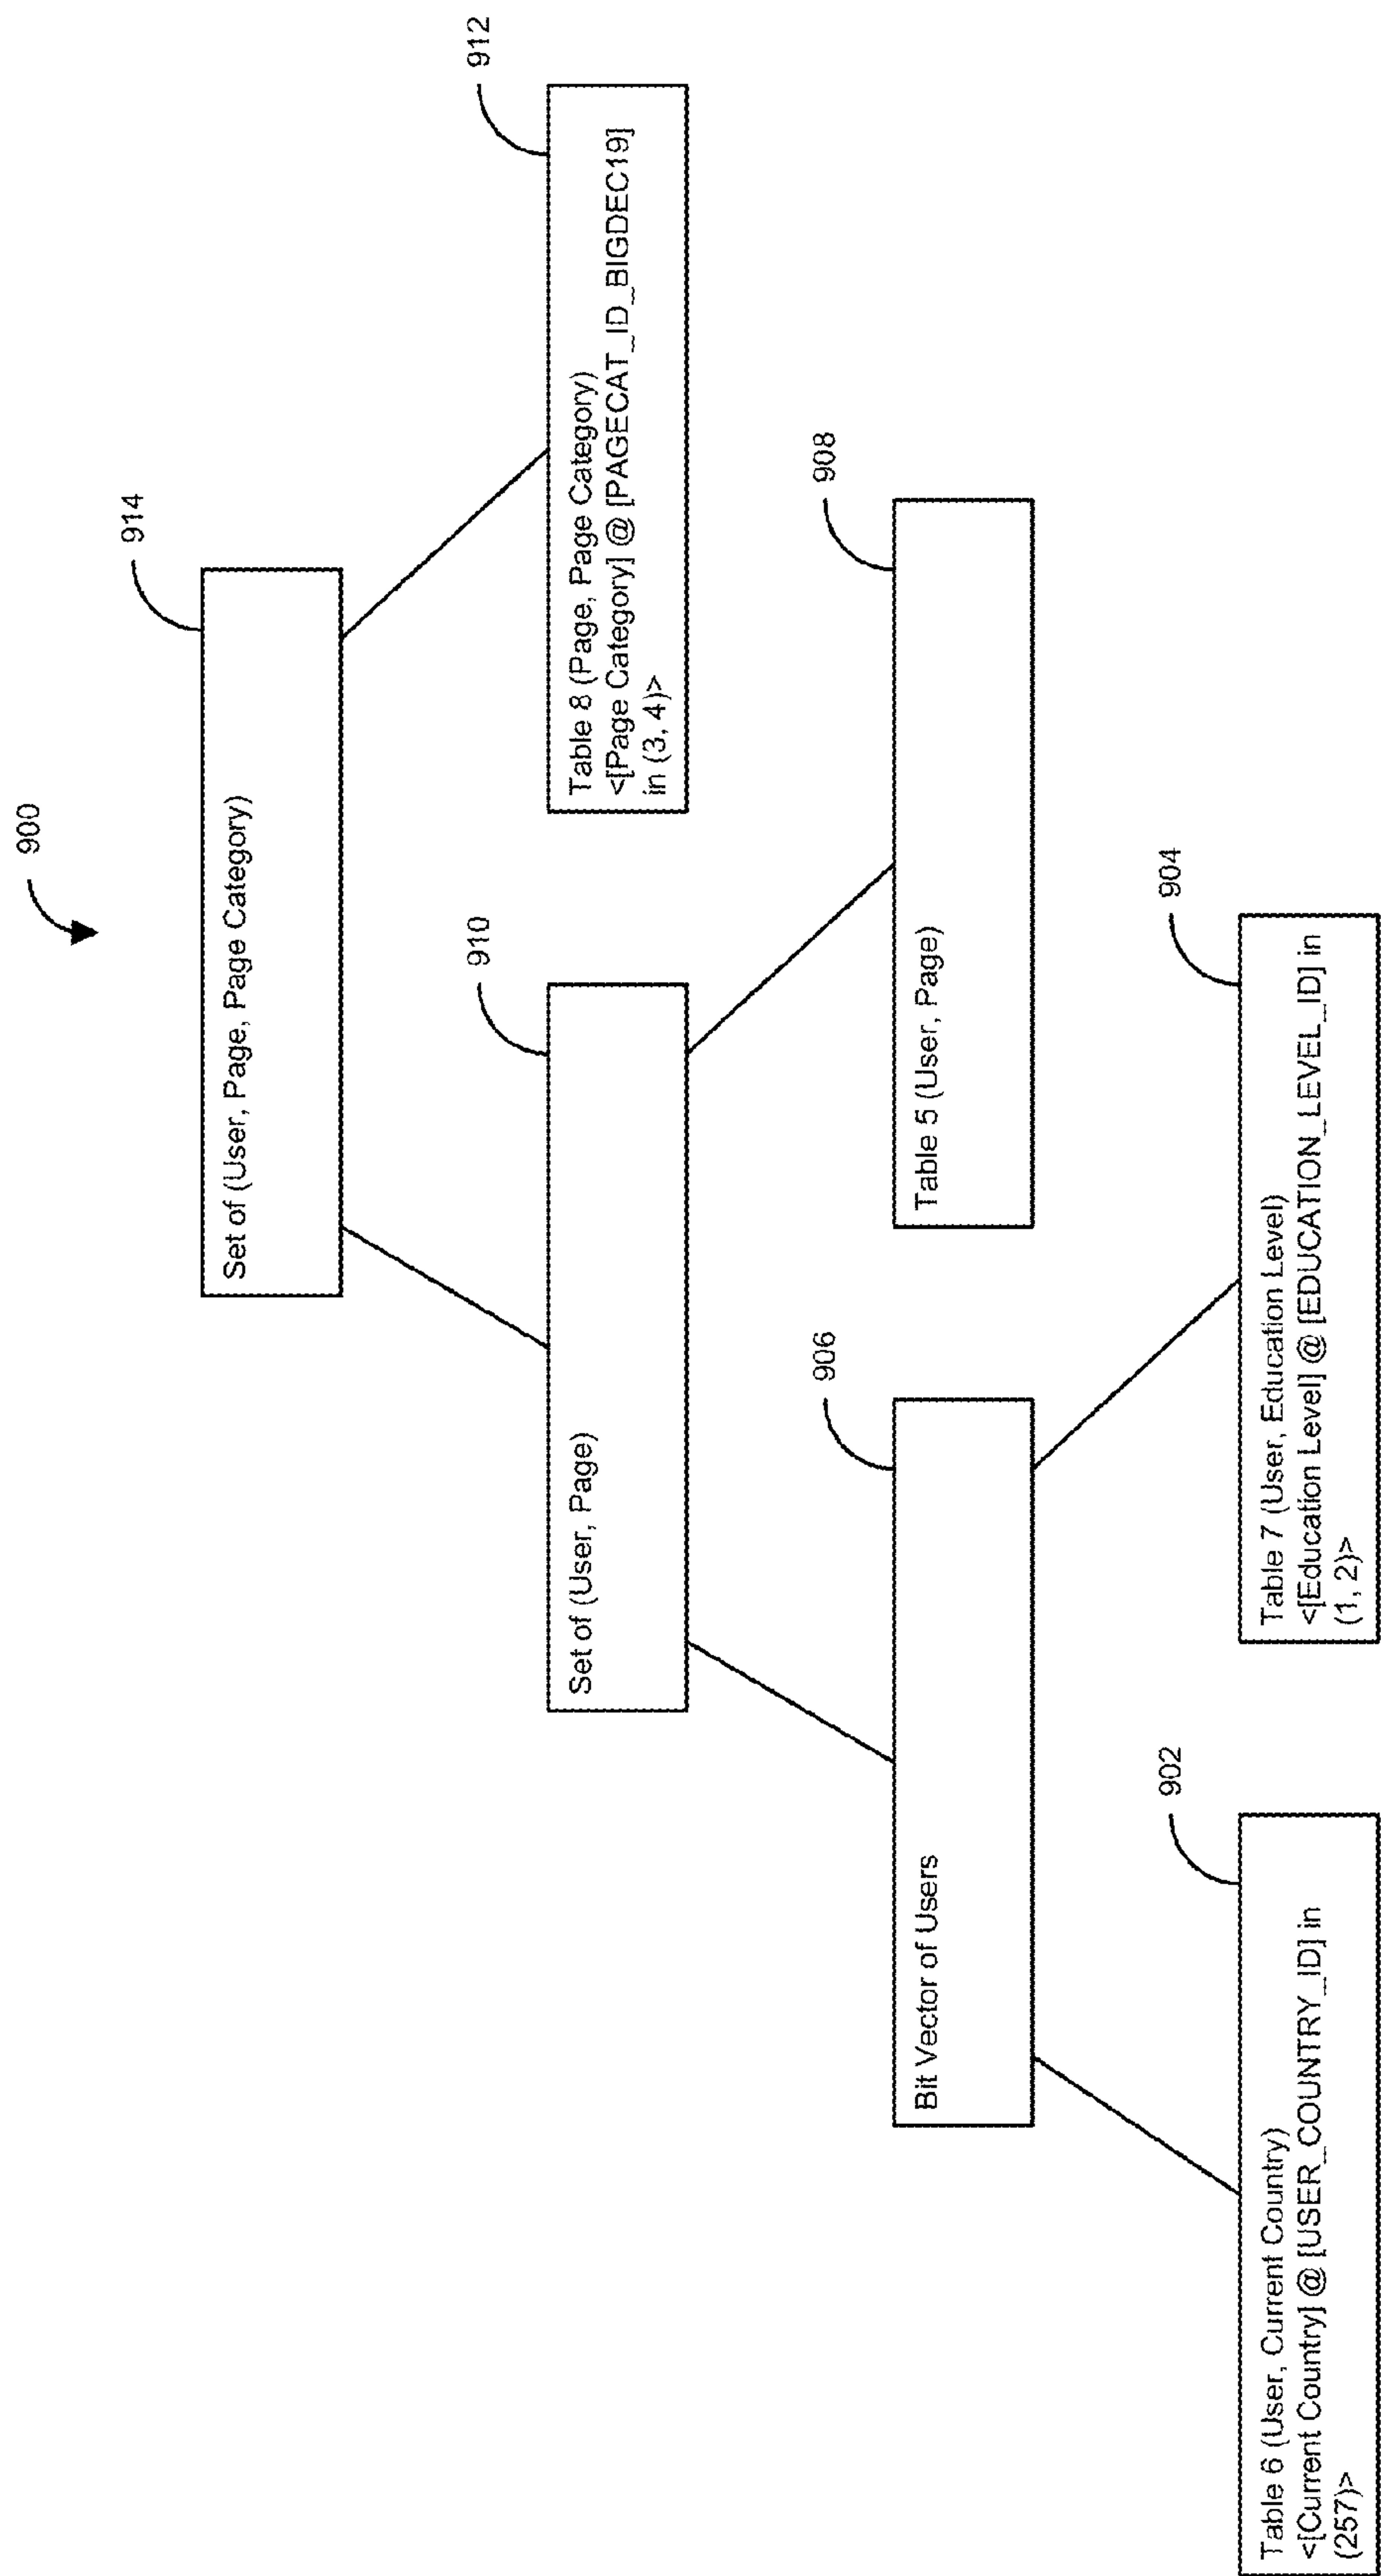 900
914
Set of (User, Page, Page Category)
910
Set of (User, Page)
912
Table 8 (Page, Page Category)
<[Page Category] @ [PAGECAT_ID_BIGDEC19]
in (3, 4)>
906
Bit Vector of Users
908
Table 5 (User, Page)
902
Table 6 (User, Current Country)
<[Current Country] @ [USER_COUNTRY_ID] in
(257)>
904
Table 7 (User, Education Level)
<[Education Level] @ [EDUCATION_LEVEL_ID] in
(1, 2)>